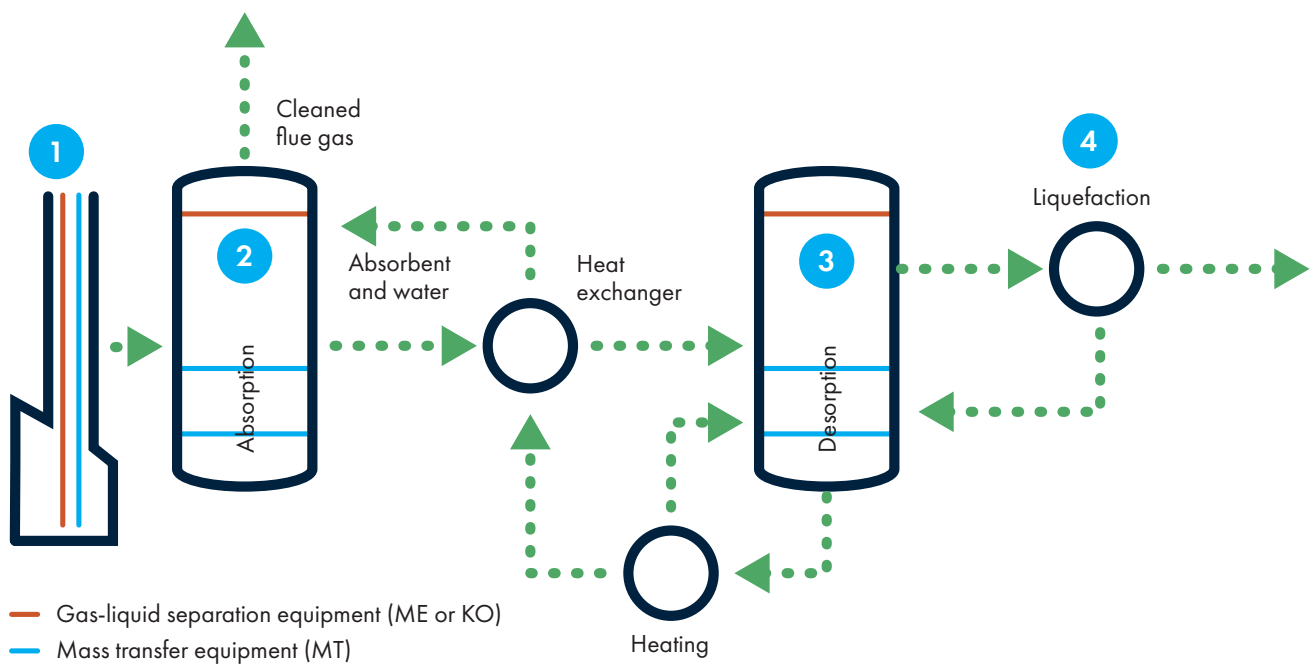 Cleaned
flue gas
1
4
Liquefaction
2
Absorbent
and water
Heat
exchanger
3
Absorption
Desorption
Gas-liquid separation equipment (ME or KO)
Heating
Mass transfer equipment (MT)